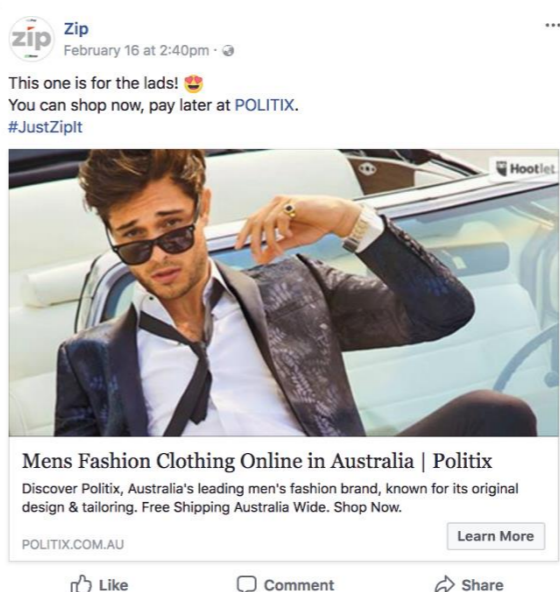 zip
Zip
February 16 at 2:40pm ·
This one is for the lads! 😍
You can shop now, pay later at POLITIX.
#JustZipIt
Hootlet
Mens Fashion Clothing Online in Australia | Politix
Discover Politix, Australia's leading men's fashion brand, known for its original
design & tailoring. Free Shipping Australia Wide. Shop Now.
POLITIX.COM.AU
Learn More
Like
Comment
Share